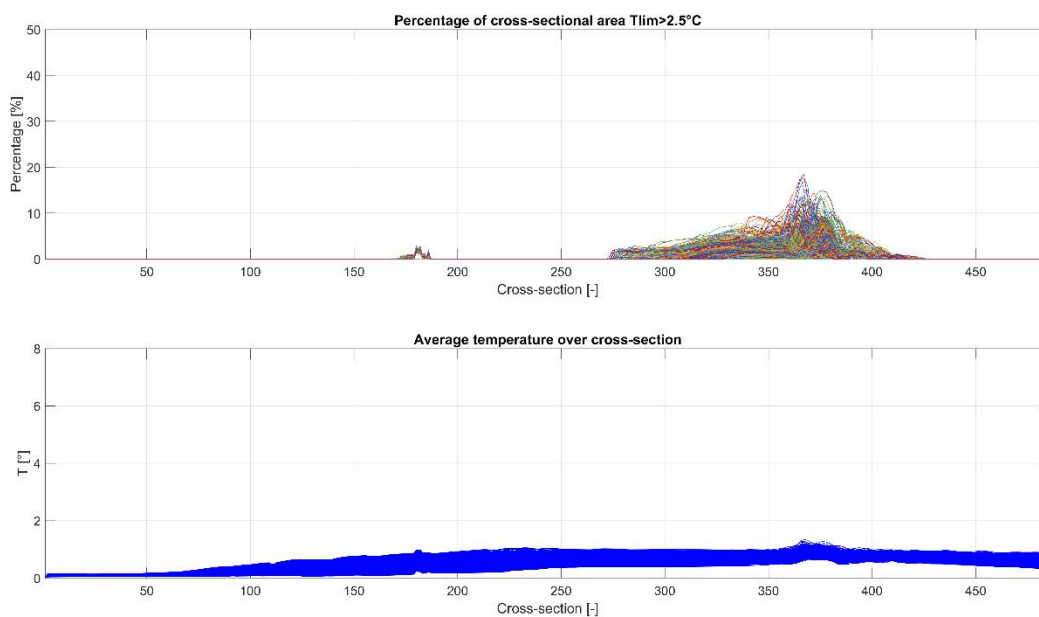 Percentage of cross-sectional area Tlim>2.5°C
Percentage [%]
50
40
30
20
10
0
50 100 150 200 250 300 350 400 450
Cross-section [-]
Average temperature over cross-section
T [°]
8
6
4
2
0
50 100 150 200 250 300 350 400 450
Cross-section [-]